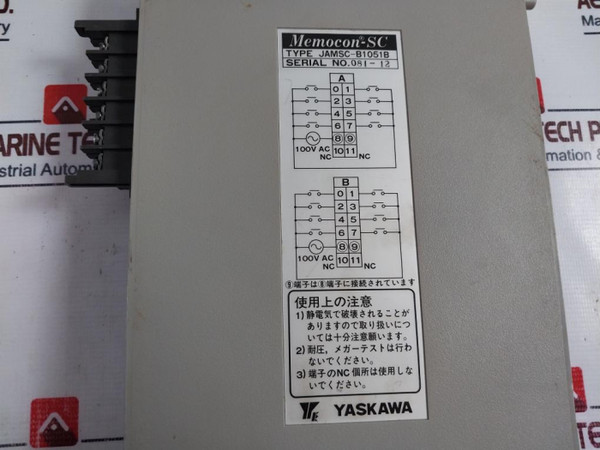 Memocon-SC
TYPE JAMSC-B1051B
SERIAL NO. 981-12
A
0 1
2 3
4 5
6 7
8 9
100V AC
NC 10 11 NC
B
0 1
2 3
4 5
6 7
8 9
100V AC
NC 10 11 NC
⑨端子は⑧端子に接続されています
使用上の注意
1) 静電気で破壊されることが
ありますので取り扱いにつ
いては十分注意願います。
2) 耐圧，メガーテストは行わ
ないでください。
3) 端子のNC個所は使用しな
いでください。
YASKAWA
MARINE TE
ustrial Autom
TECH P
mation &